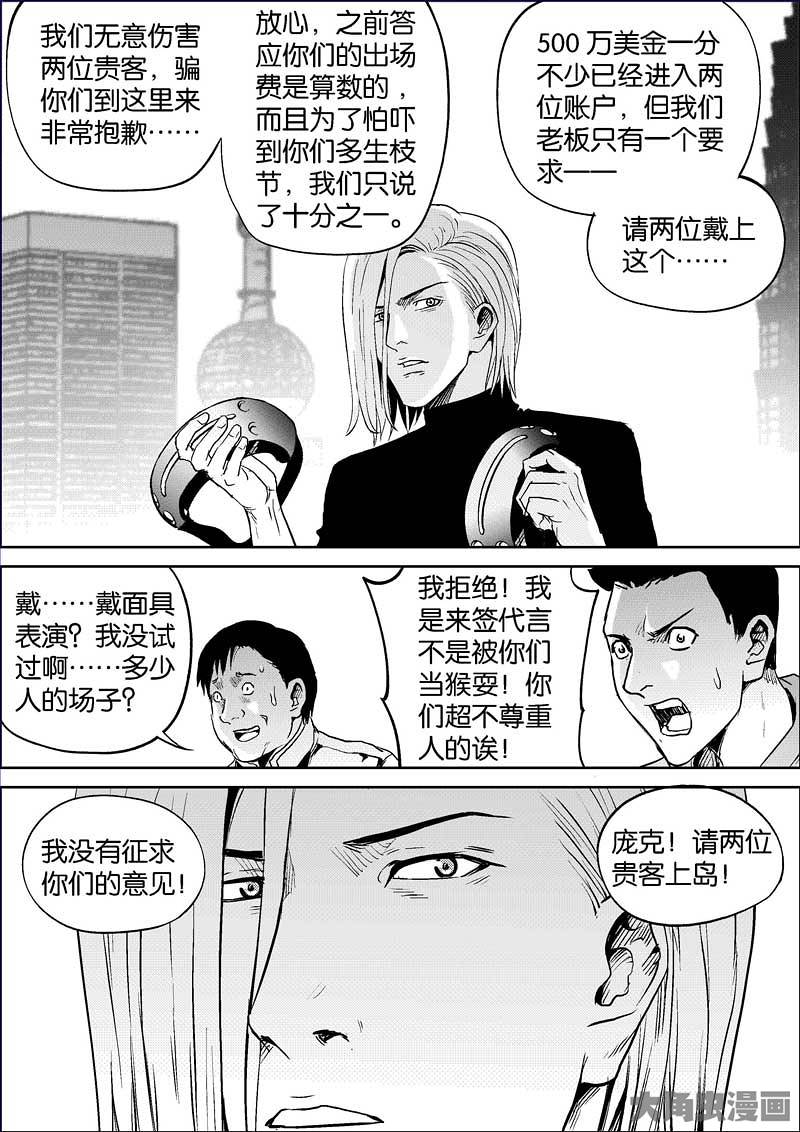 我们无意伤害
两位贵客，骗
你们到这里来
非常抱歉……
放心，之前答
应你们的出场
费是算数的，
而且为了怕吓
到你们多生枝
节，我们只说
了十分之一。
500万美金一分
不少已经进入两
位账户，但我们
老板只有一个要
求——
请两位戴上
这个……
戴……戴面具
表演？我没试
过啊……多少
人的场子？
我拒绝！我
是来签代言
不是被你们
当猴耍！你
们超不尊重
人的诶！
我没有征求
你们的意见！
庞克！请两位
贵客上岛！
大角虫漫画